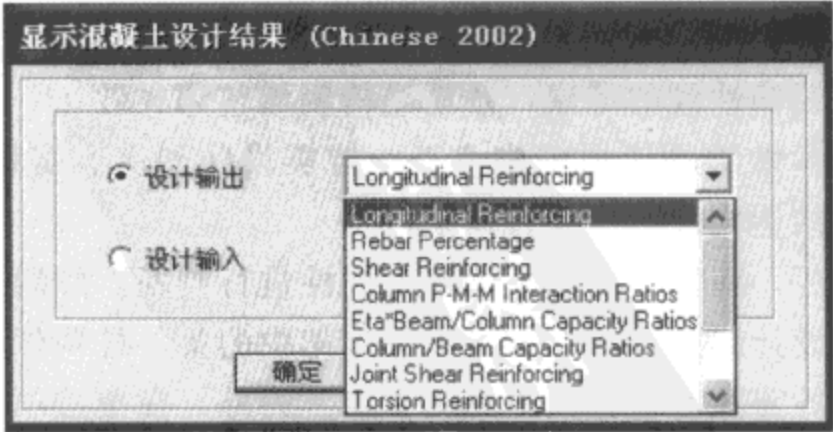 显示混凝土设计结果 (Chinese 2002)
设计输出
Longitudinal Reinforcing
Longitudinal Reinforcing
Rebar Percentage
Shear Reinforcing
设计输入
Column P-M-M Interaction Ratios
Eta*Beam/Column Capacity Ratios
Column/Beam Capacity Ratios
确定
Joint Shear Reinforcing
Torsion Reinforcing